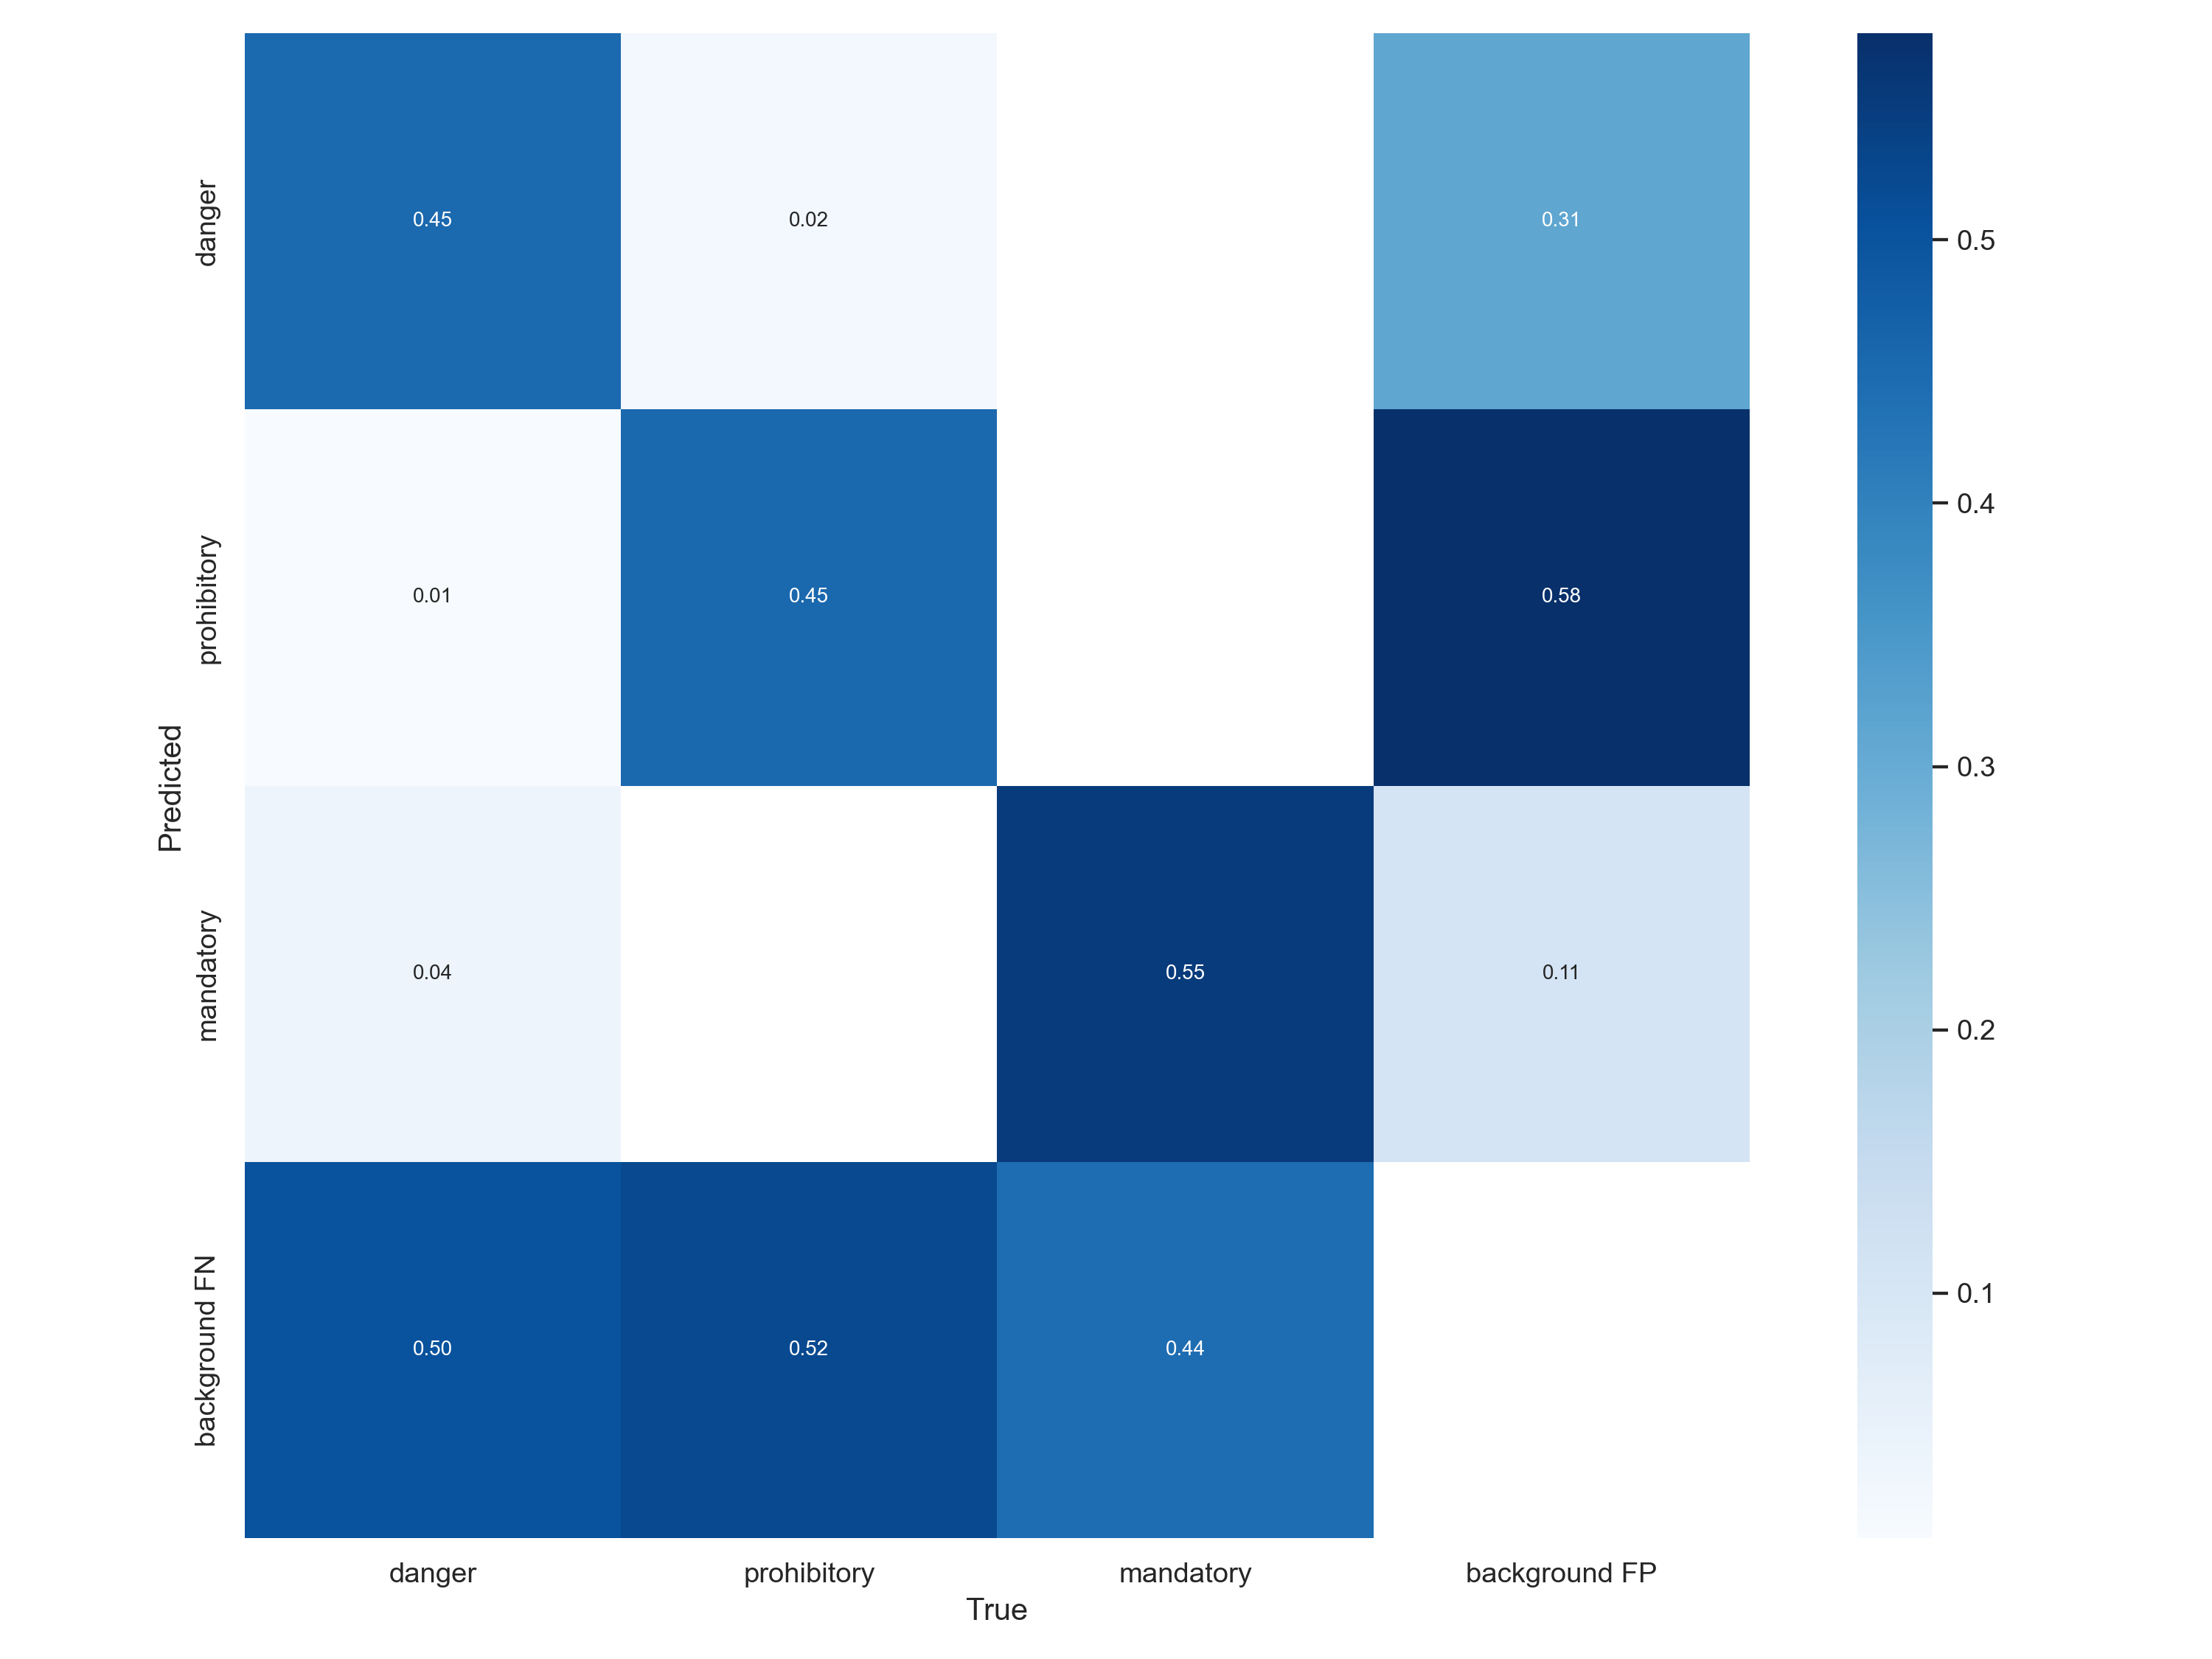 danger
0.45
0.02
0.31
prohibitory
0.01
0.45
0.58
Predicted
mandatory
0.04
0.55
0.11
background FN
0.50
0.52
0.44
danger
prohibitory
mandatory
background FP
True
0.5
0.4
0.3
0.2
0.1